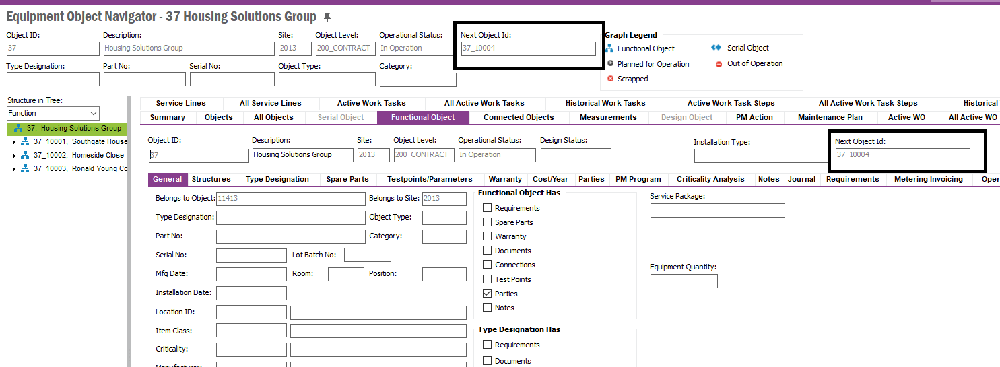 Equipment Object Navigator - 37 Housing Solutions Group
Object ID: Description: Site: Object Level: Operational Status: Next Object Id: Graph Legend
37 Housing Solutions Group 2013 200_CONTRACT In Operation 37_10004 Functional Object Serial Object
Type Designation: Part No: Serial No: Object Type: Category: Planned for Operation Out of Operation
Scrapped
Structure in Tree:
Function
37, Housing Solutions Group
37_10001, Southgate House
37_10002, Homeside Close
37_10003, Ronald Young Co
Service Lines All Service Lines Active Work Tasks All Active Work Tasks Historical Work Tasks Active Work Task Steps All Active Work Task Steps Historical
Summary Objects All Objects Serial Object Functional Object Connected Objects Measurements Design Object PM Action Maintenance Plan Active WO All Active WO
Object ID: Description: Site: Object Level: Operational Status: Design Status: Installation Type: Next Object Id:
37 Housing Solutions Group 2013 200_CONTRACT In Operation 37_10004
General Structures Type Designation Spare Parts Testpoints/Parameters Warranty Cost/Year Parties PM Program Criticality Analysis Notes Journal Requirements Metering Invoicing Oper
Belongs to Object: 11413 Belongs to Site: 2013
Type Designation: Object Type:
Part No: Category:
Serial No: Lot Batch No:
Mfg Date: Room: Position:
Installation Date:
Location ID:
Item Class:
Criticality:
Functional Object Has
Requirements
Spare Parts
Warranty
Documents
Connections
Test Points
Parties
Notes
Type Designation Has
Requirements
Documents
Service Package:
Equipment Quantity: